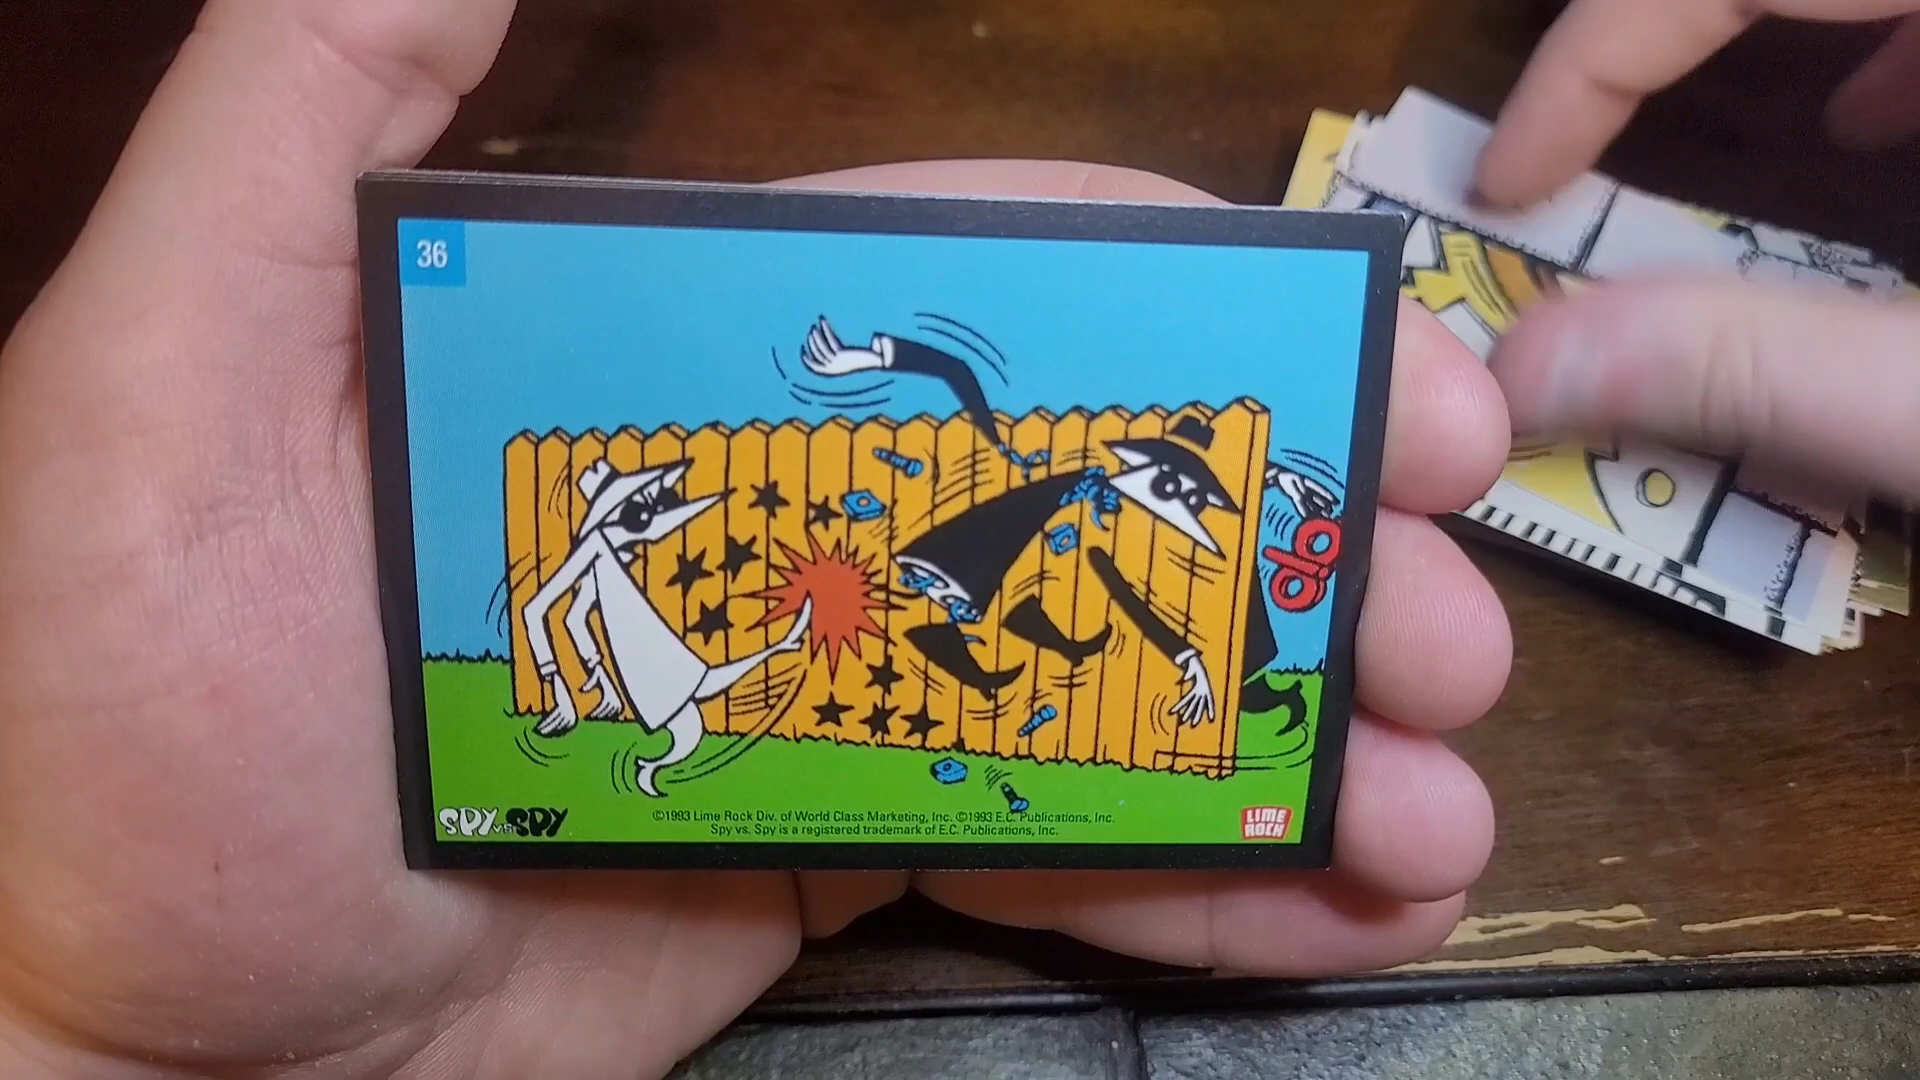 36
SPY vs SPY
©1993 Lime Rock Div. of World Class Marketing, Inc. ©1993 E.C. Publications, Inc.
Spy vs. Spy is a registered trademark of E.C. Publications, Inc.
LIME
ROCK